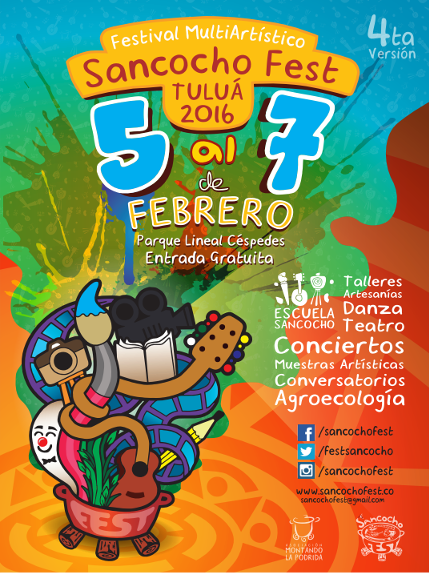 Festival MultiArtístico
Sancocho Fest
TULUÁ
2016
4ta
Versión
5 al 7
de
FEBRERO
Parque Lineal Céspedes
Entrada Gratuita
ESCUELA
SANCOCHO
Talleres
Artesanías
Danza
Teatro
Conciertos
Muestras Artísticas
Conversatorios
Agroecología
/sancochofest
/festsancocho
/sancochofest
www.sancochofest.co
sancochofest@gmail.com
FEST
MONTANDO
LA PODRIDA
Sancocho